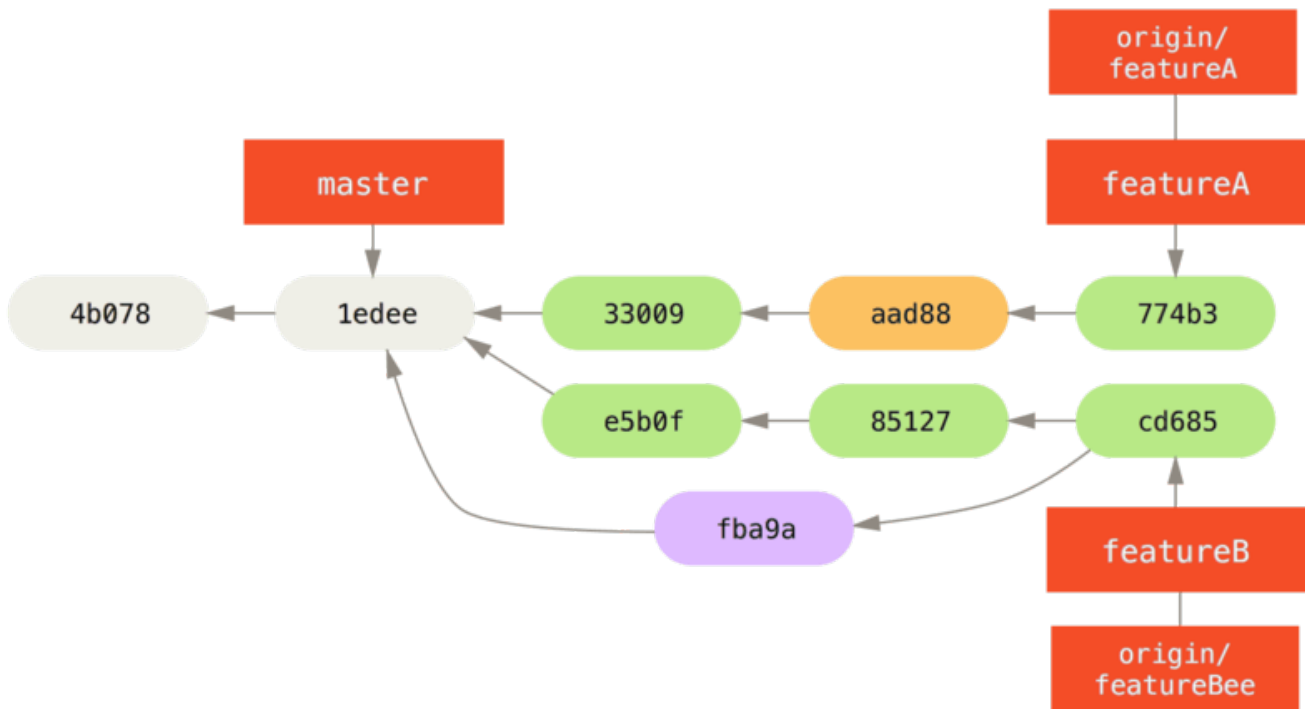 origin/
featureA
master
featureA
4b078
1edee
33009
aad88
774b3
e5b0f
85127
cd685
fba9a
featureB
origin/
featureBee